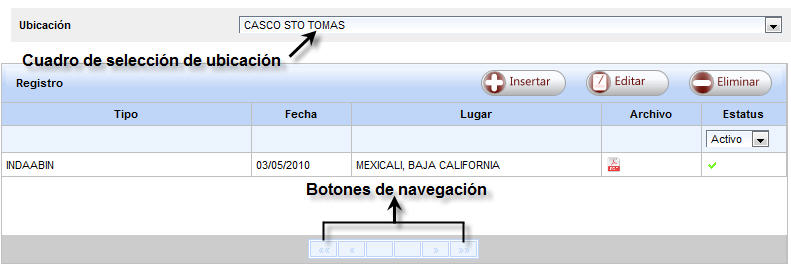 Ubicación CASCO STO TOMAS
Cuadro de selección de ubicación
Registro Insertar Editar Eliminar
Tipo Fecha Lugar Archivo Estatus
Activo
INDAABIN 03/05/2010 MEXICALI, BAJA CALIFORNIA
Botones de navegación
«« « » »»